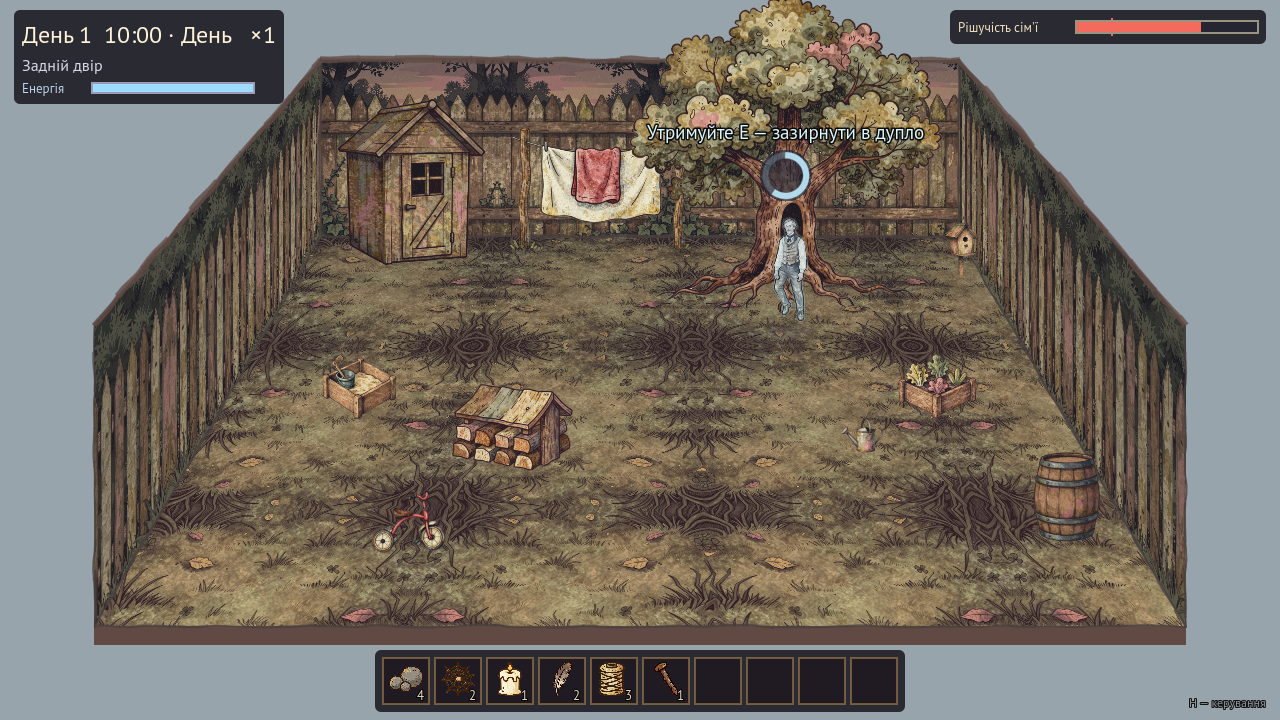 День 1 10:00 · День ×1
Задній двір
Енергія
Рішучість сім'ї
Утримуйте E — зазирнути в дупло
4 2 1 2 3 1
H — керування